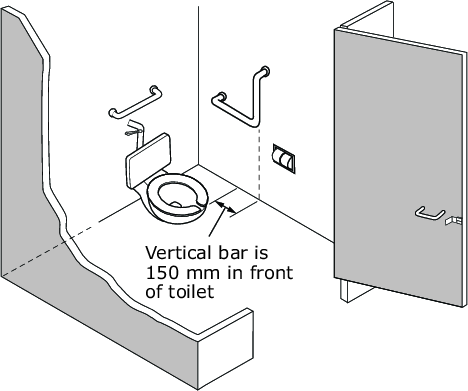 Vertical bar is
150 mm in front
of toilet